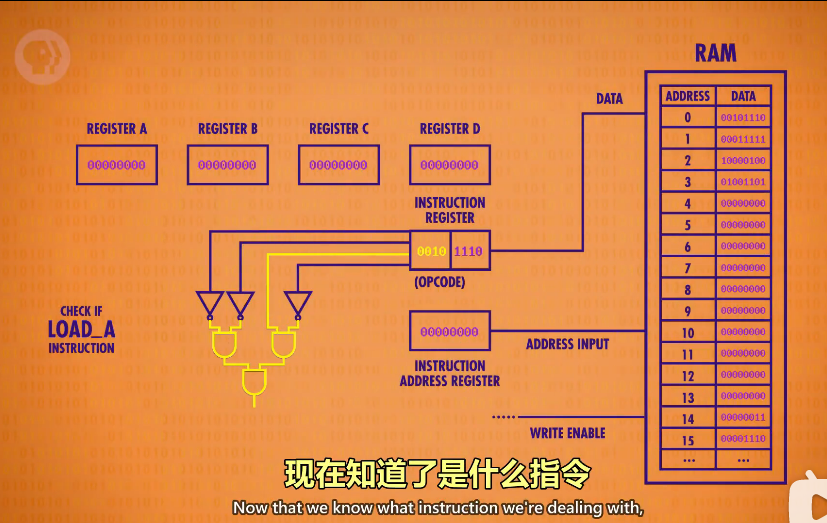 RAM
DATA
ADDRESS DATA
0 00101110
1 00011111
2 10000100
3 01001101
4 00000000
5 00000000
6 00000000
7 00000000
8 00000000
9 00000000
10 00000000
11 00000000
12 00000000
13 00000000
14 00000011
15 00001110
... ...
REGISTER A REGISTER B REGISTER C REGISTER D
00000000 00000000 00000000 00000000
INSTRUCTION
REGISTER
0010 1110
(OPCODE)
CHECK IF
LOAD_A
INSTRUCTION
00000000
ADDRESS INPUT
INSTRUCTION
ADDRESS REGISTER
WRITE ENABLE
现在知道了是什么指令
Now that we know what instruction we're dealing with,